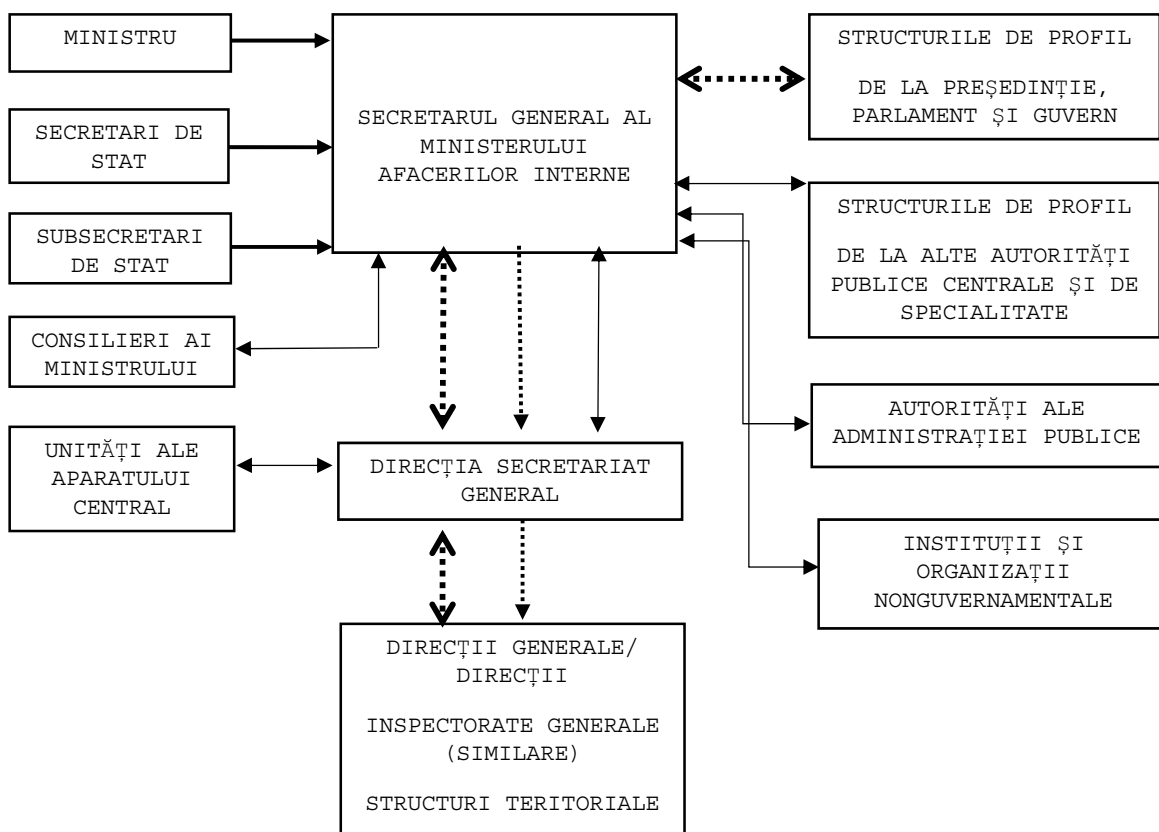 MINISTRU
SECRETARI DE
STAT
SUBSECRETARI
DE STAT
CONSILIERI AI
MINISTRULUI
UNITĂȚI ALE
APARATULUI
CENTRAL
SECRETARUL GENERAL AL
MINISTERULUI
AFACERILOR INTERNE
DIRECȚIA SECRETARIAT
GENERAL
DIRECȚII GENERALE/
DIRECȚII
INSPECTORATE GENERALE
(SIMILARE)
STRUCTURI TERITORIALE
STRUCTURILE DE PROFIL
DE LA PREȘEDINȚIE,
PARLAMENT ȘI GUVERN
STRUCTURILE DE PROFIL
DE LA ALTE AUTORITĂȚI
PUBLICE CENTRALE ȘI DE
SPECIALITATE
AUTORITĂȚI ALE
ADMINISTRAȚIEI PUBLICE
INSTITUȚII ȘI
ORGANIZAȚII
NONGUVERNAMENTALE